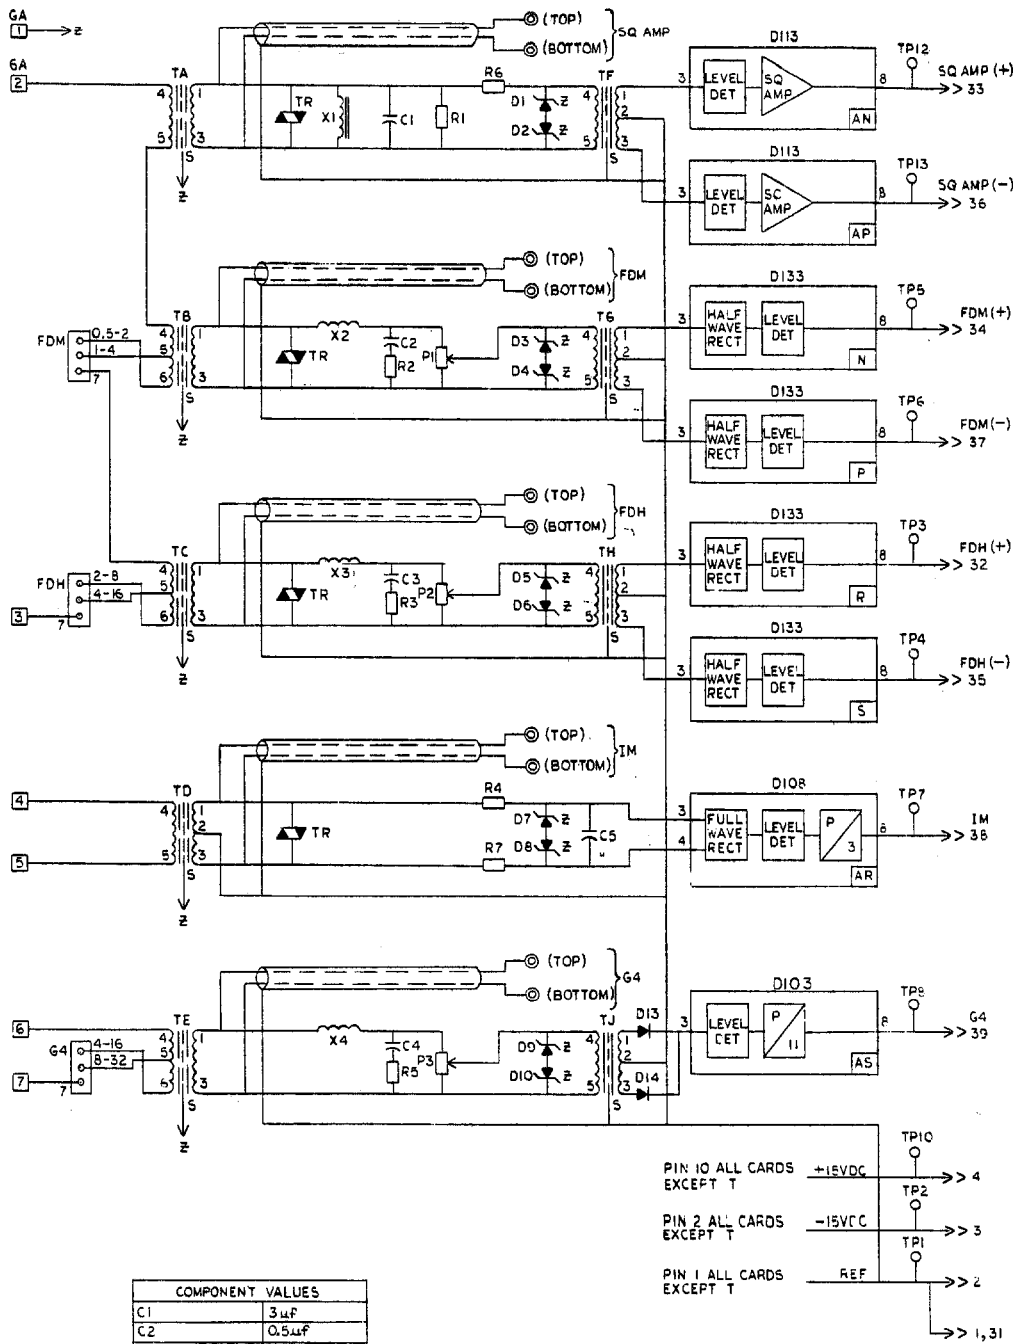 GA
1 → Z
(TOP)
(BOTTOM)
SQ AMP
GA
2
TA
4 1
5 3
S
Z
TR
X1
C1
R1
R6
D1 Z
D2 Z
TF
4 1
2
5 3
S
D113
3
LEVEL DET
SQ AMP
8
AN
TP12
SQ AMP (+)
>> 33
D113
3
LEVEL DET
SC AMP
8
AP
TP13
SQ AMP (−)
>> 36
(TOP)
(BOTTOM)
FDM
FDM
0.5-2
1-4
7
TB
4 1
5
6 3
S
Z
TR
X2
C2
R2
P1
D3 Z
D4 Z
TG
4 1
2
5 3
S
D133
3
HALF WAVE RECT
LEVEL DET
8
N
TP5
FDM (+)
>> 34
D133
3
HALF WAVE RECT
LEVEL DET
8
P
TP6
FDM (−)
>> 37
(TOP)
(BOTTOM)
FDH
FDH
2-8
4-16
3
7
TC
4 1
5
6 3
S
Z
TR
X3
C3
R3
P2
D5 Z
D6 Z
TH
4 1
2
5 3
S
D133
3
HALF WAVE RECT
LEVEL DET
8
R
TP3
FDH (+)
>> 32
D133
3
HALF WAVE RECT
LEVEL DET
8
S
TP4
FDH (−)
>> 35
(TOP)
(BOTTOM)
IM
4
5
TD
4 1
2
5 3
S
Z
TR
R4
R7
D7 Z
D8 Z
C5
D108
3
4
FULL WAVE RECT
LEVEL DET
P
3
8
AR
TP7
IM
>> 38
(TOP)
(BOTTOM)
G4
6
7
G4
4-16
8-32
7
TE
4 1
5
6 3
S
Z
X4
C4
R5
P3
D9 Z
D10 Z
TJ
4 1
2
5 3
S
D13
D14
D103
3
LEVEL DET
P
11
8
AS
TP8
G4
>> 39
PIN 10 ALL CARDS EXCEPT T
+15VDC
TP10
>> 4
PIN 2 ALL CARDS EXCEPT T
−15VDC
TP2
>> 3
PIN 1 ALL CARDS EXCEPT T
REF
TP1
>> 2
>> 1,31
COMPONENT VALUES
C1 3µf
C2 0.5µf